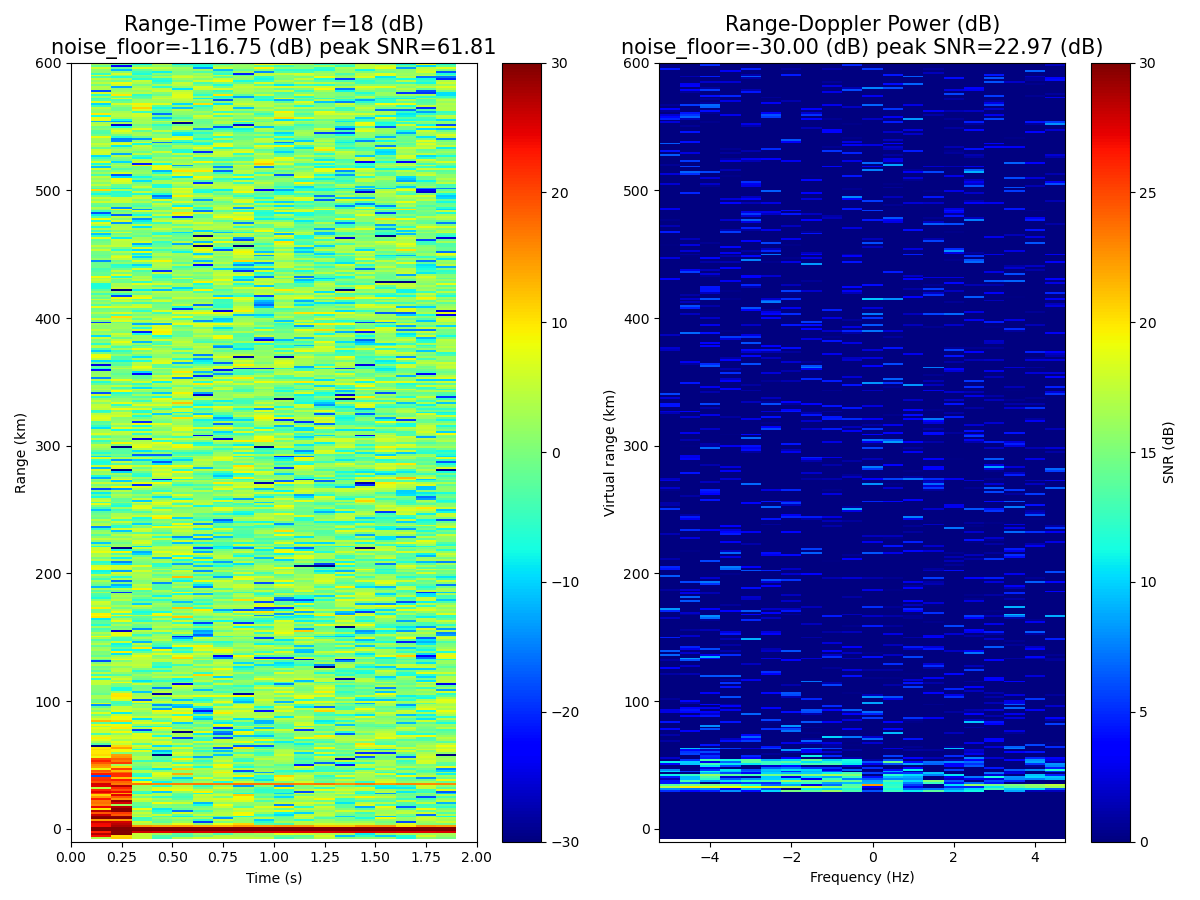 Range-Time Power f=18 (dB)
noise_floor=-116.75 (dB) peak SNR=61.81
Range (km)
600
500
400
300
200
100
0
0.00 0.25 0.50 0.75 1.00 1.25 1.50 1.75 2.00
Time (s)
30
20
10
0
−10
−20
−30
Range-Doppler Power (dB)
noise_floor=-30.00 (dB) peak SNR=22.97 (dB)
Virtual range (km)
600
500
400
300
200
100
0
−4 −2 0 2 4
Frequency (Hz)
30
25
20
15
10
5
0
SNR (dB)